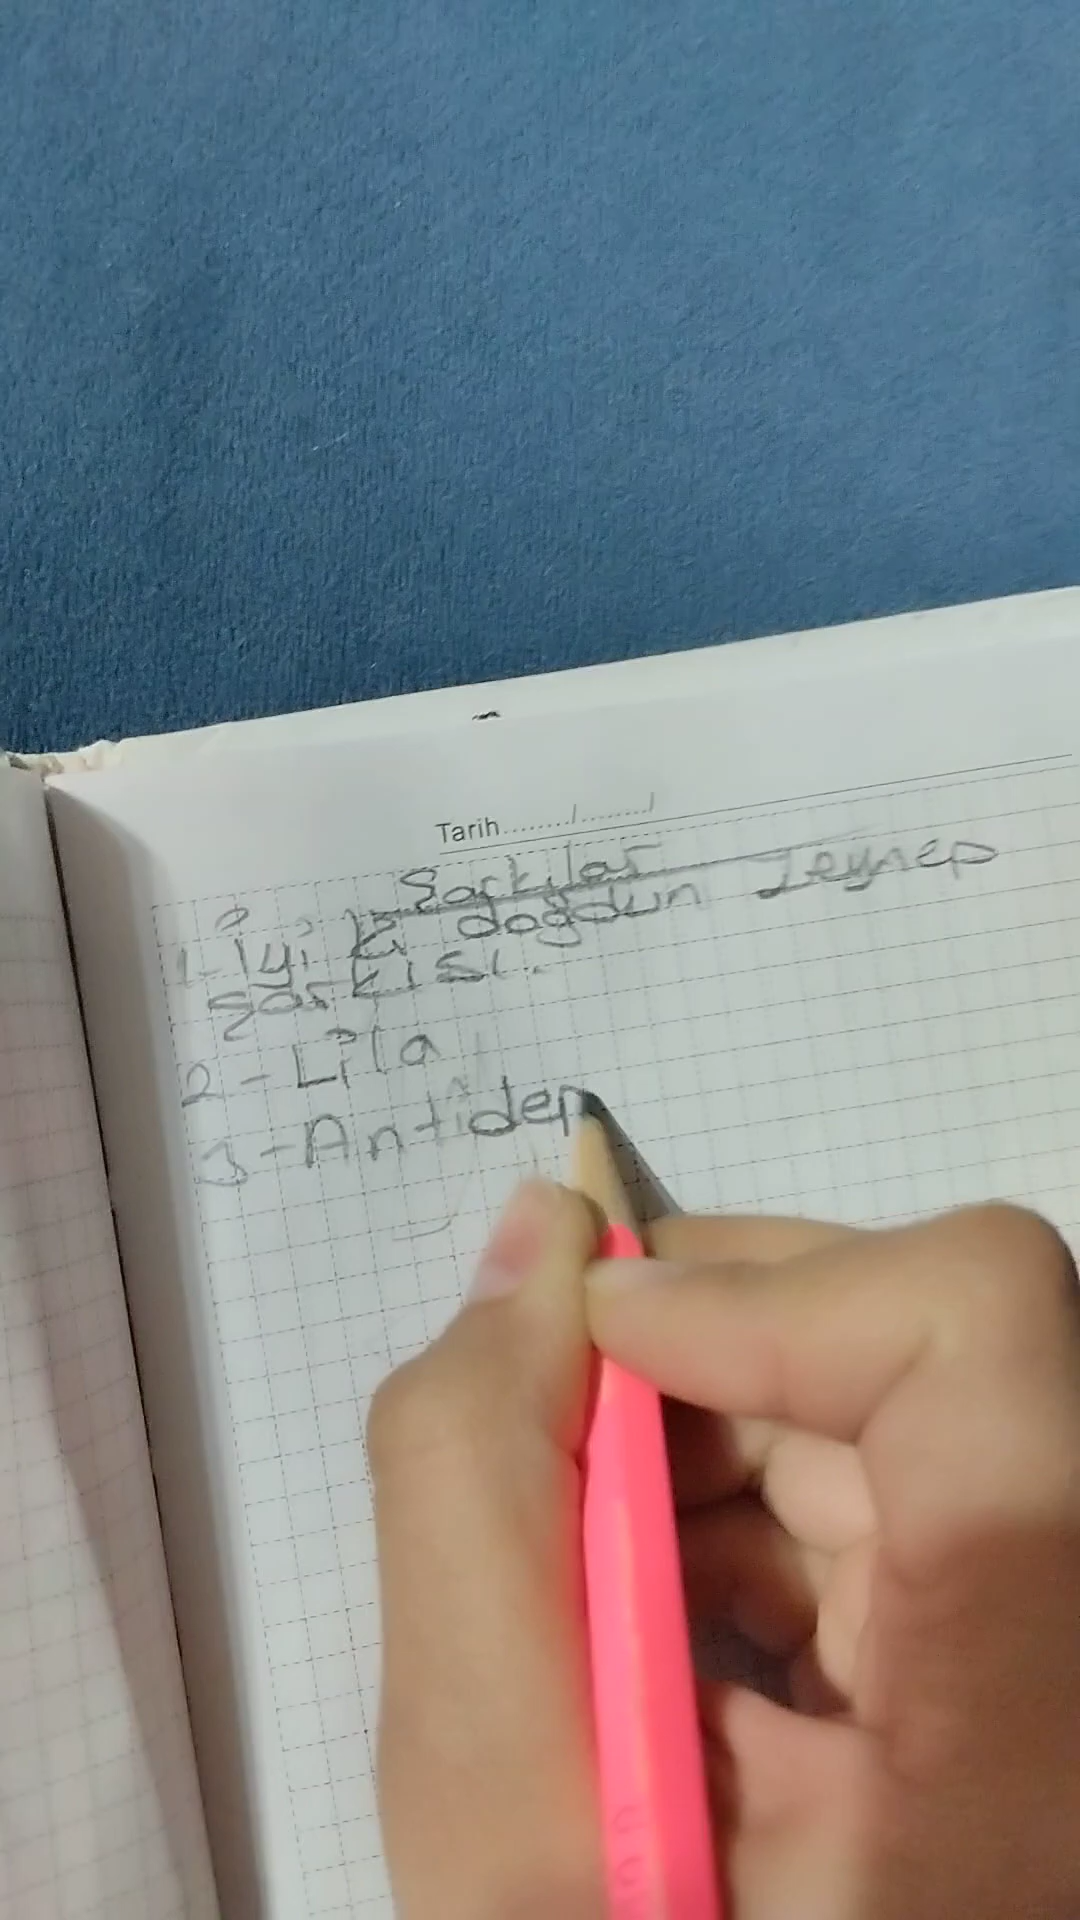 Tarih......../......../
Şarkılar
1-İyi ki doğdun Zeynep
şarkısı.
2-Lila
3-Antidep